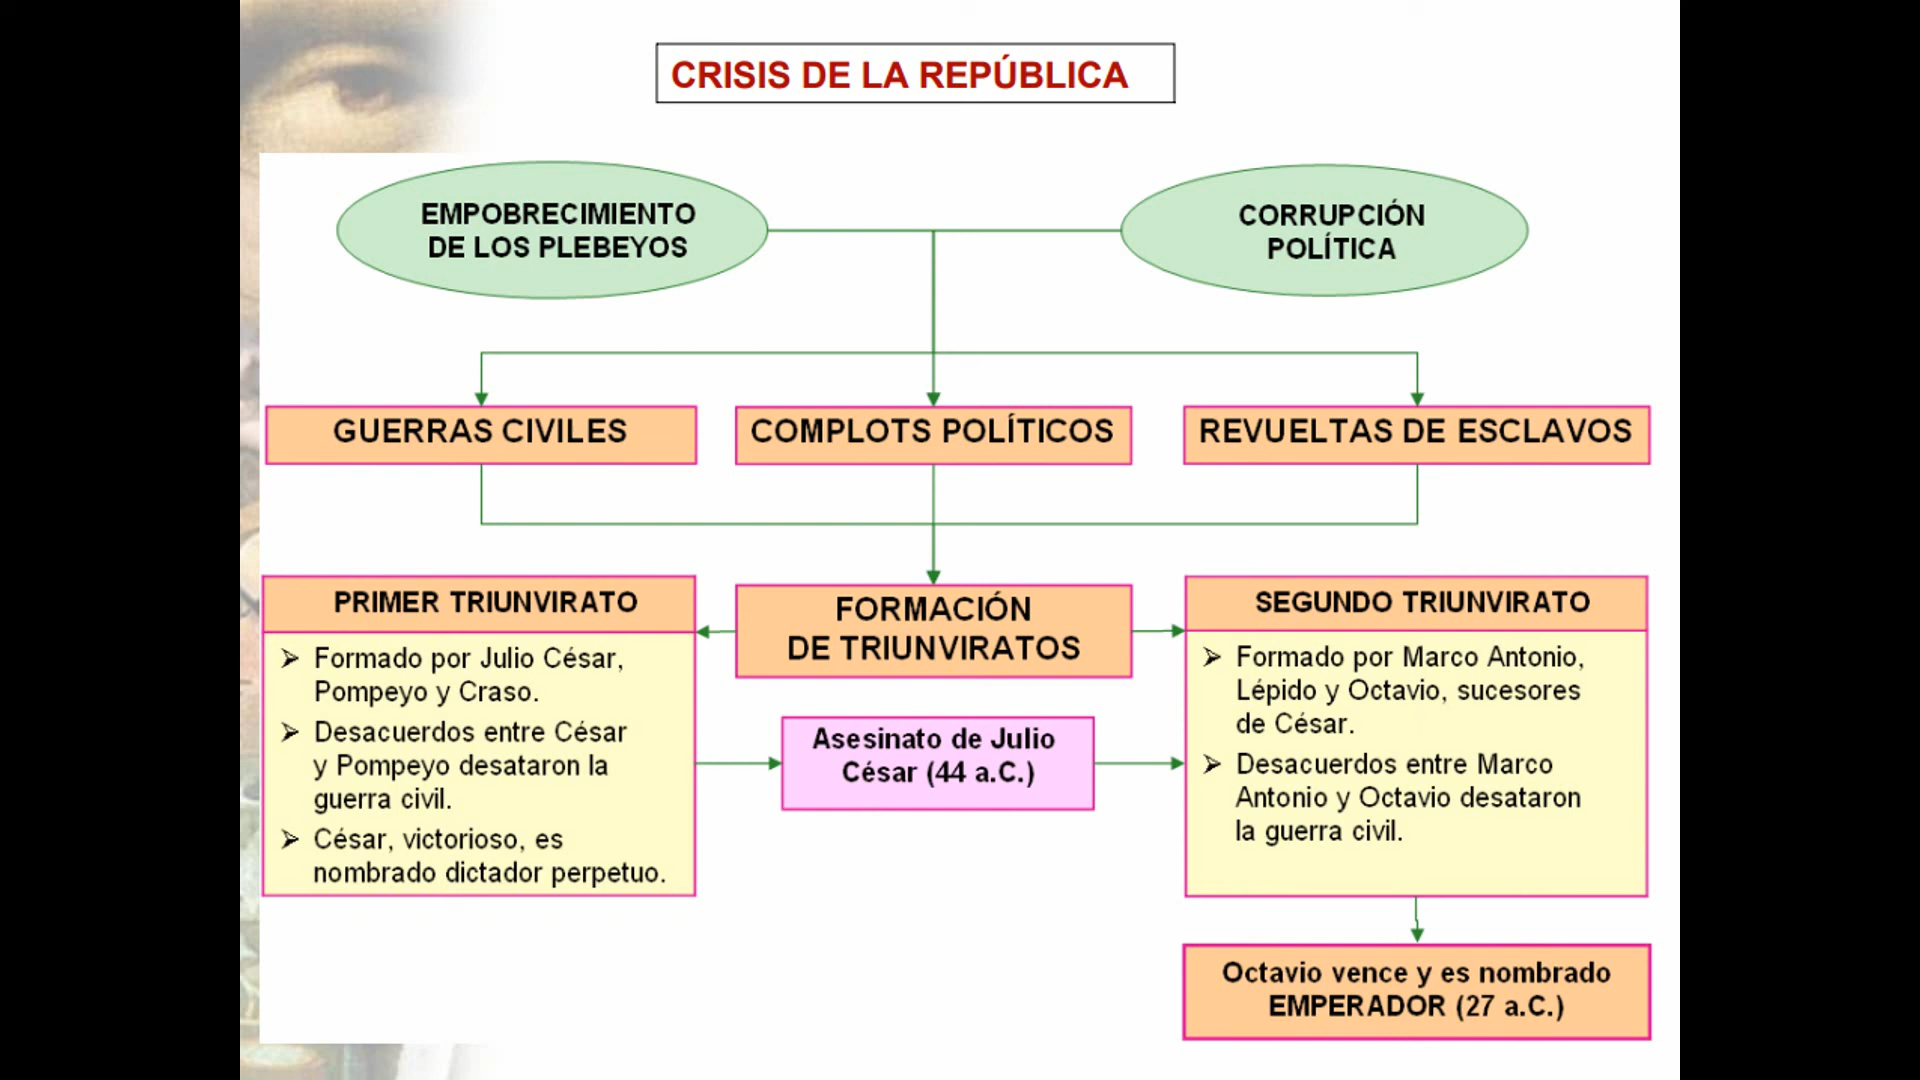 CRISIS DE LA REPÚBLICA
EMPOBRECIMIENTO
DE LOS PLEBEYOS
CORRUPCIÓN
POLÍTICA
GUERRAS CIVILES
COMPLOTS POLÍTICOS
REVUELTAS DE ESCLAVOS
PRIMER TRIUNVIRATO
➢ Formado por Julio César,
Pompeyo y Craso.
➢ Desacuerdos entre César
y Pompeyo desataron la
guerra civil.
➢ César, victorioso, es
nombrado dictador perpetuo.
FORMACIÓN
DE TRIUNVIRATOS
Asesinato de Julio
César (44 a.C.)
SEGUNDO TRIUNVIRATO
➢ Formado por Marco Antonio,
Lépido y Octavio, sucesores
de César.
➢ Desacuerdos entre Marco
Antonio y Octavio desataron
la guerra civil.
Octavio vence y es nombrado
EMPERADOR (27 a.C.)